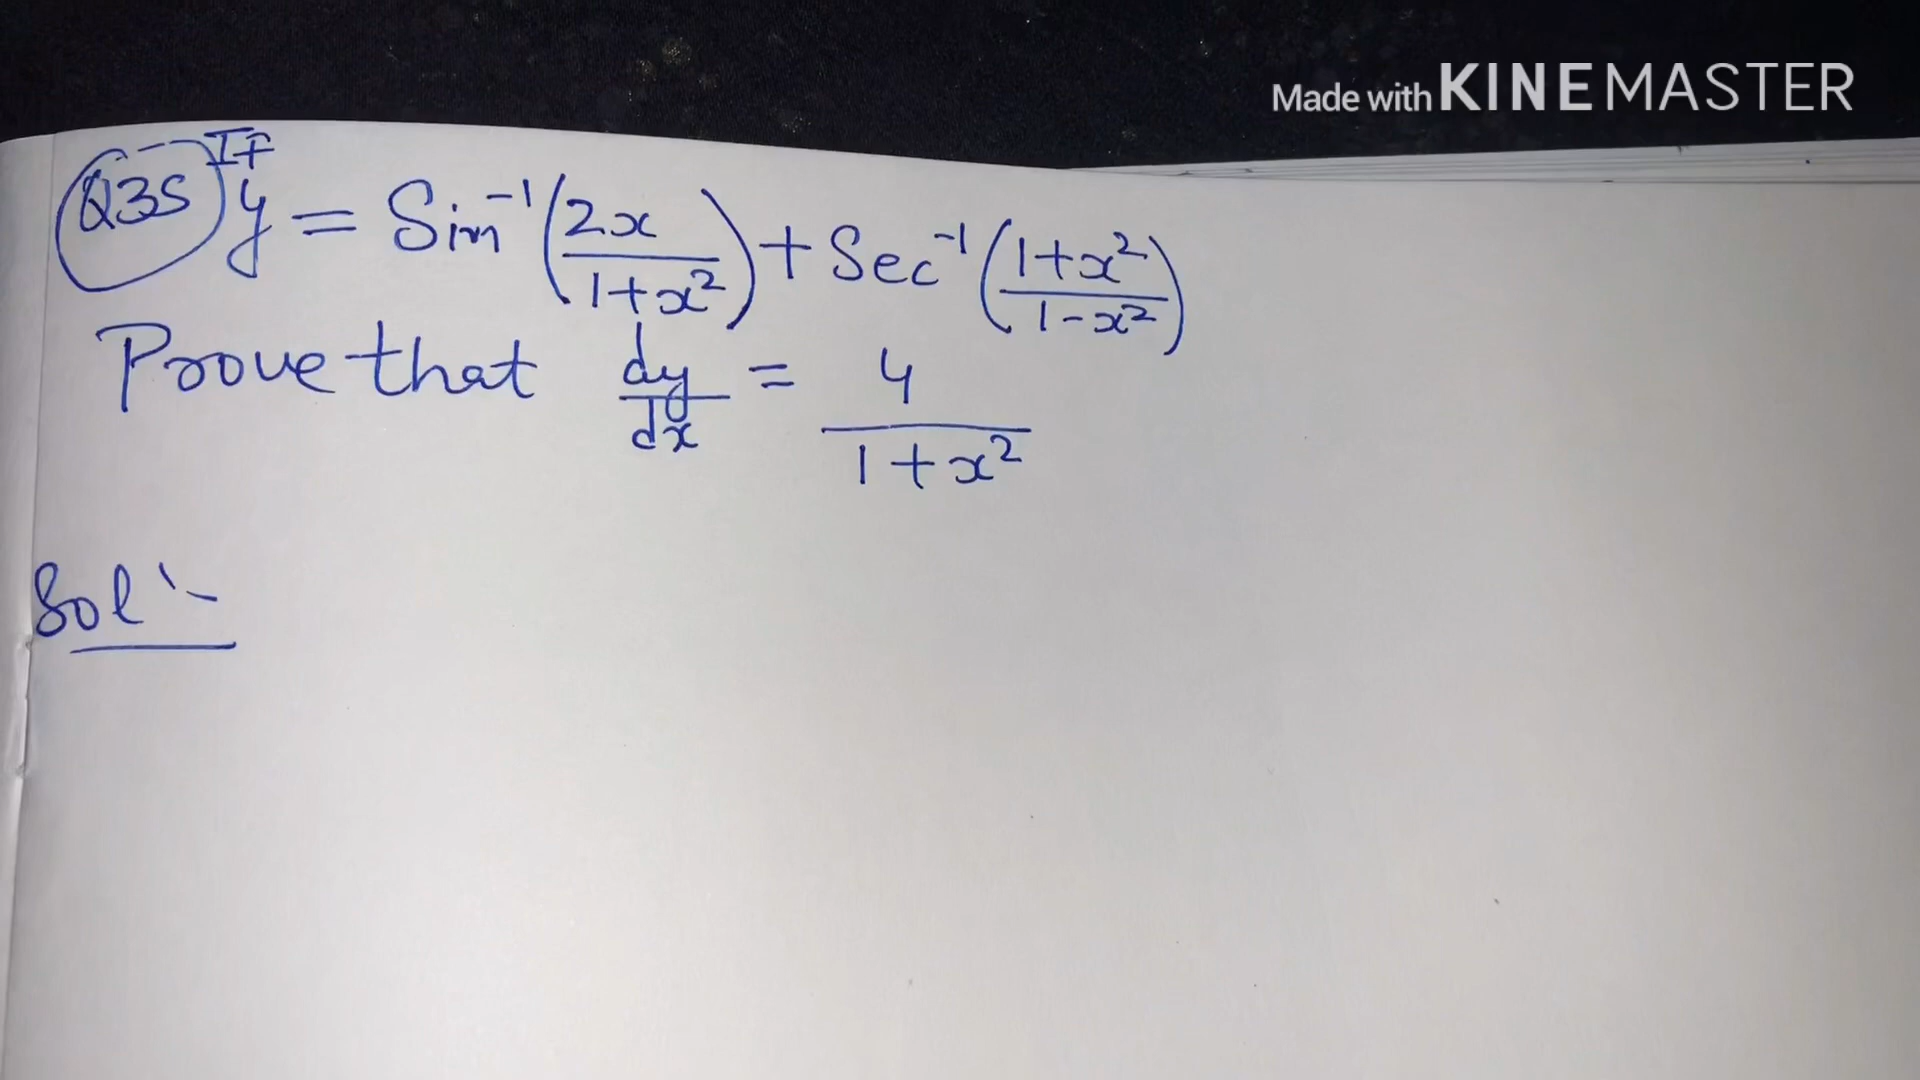 Made with KINEMASTER
Q35 If y = Sin⁻¹(2x/(1+x²)) + Sec⁻¹((1+x²)/(1-x²))
Prove that dy/dx = 4/(1+x²)
Sol:-